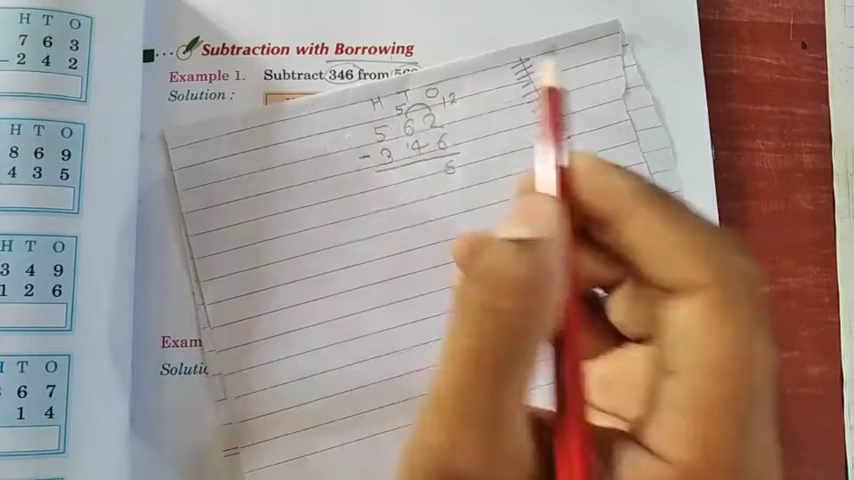 H T O
7 6 3
- 2 4 2
H T O
8 6 9
4 3 5
H T O
3 4 9
1 2 6
H T O
6 7
1 4
Subtraction with Borrowing
Example 1. Subtract 346 from
Solution :
H T O
5 12
5 6 2
- 3 4 6
6
Solutio